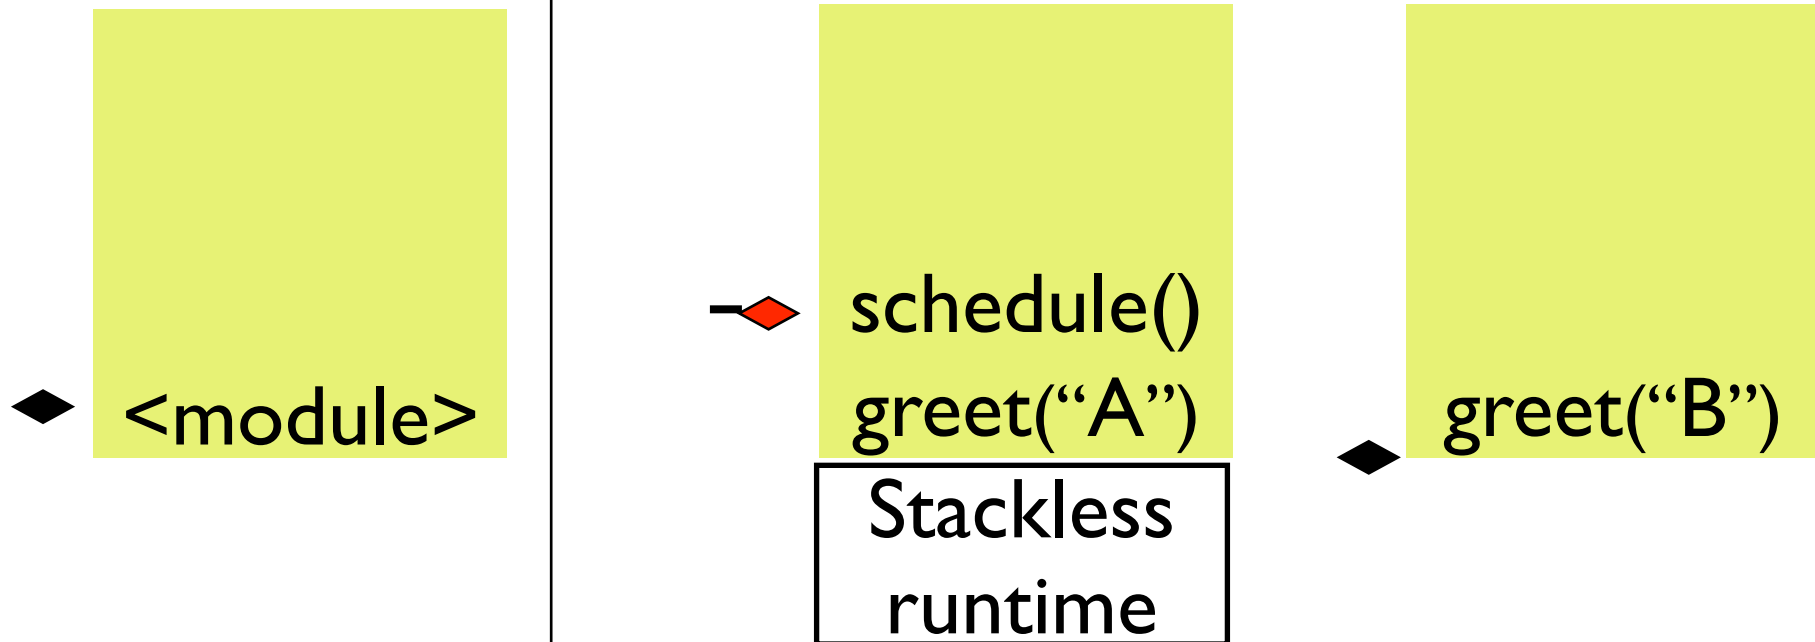 <module>
schedule()
greet(“A”)
Stackless
runtime
greet(“B”)